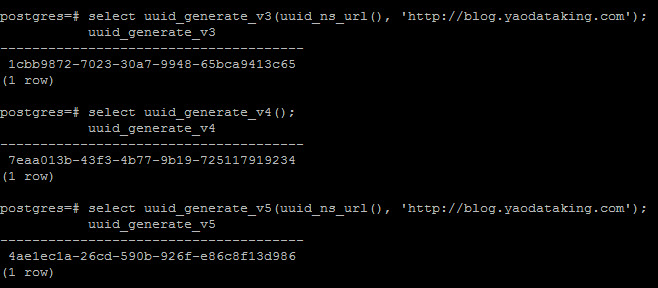 postgres=# select uuid_generate_v3(uuid_ns_url(), 'http://blog.yaodataking.com');
           uuid_generate_v3
--------------------------------------
 1cbb9872-7023-30a7-9948-65bca9413c65
(1 row)

postgres=# select uuid_generate_v4();
           uuid_generate_v4
--------------------------------------
 7eaa013b-43f3-4b77-9b19-725117919234
(1 row)

postgres=# select uuid_generate_v5(uuid_ns_url(), 'http://blog.yaodataking.com');
           uuid_generate_v5
--------------------------------------
 4ae1ec1a-26cd-590b-926f-e86c8f13d986
(1 row)